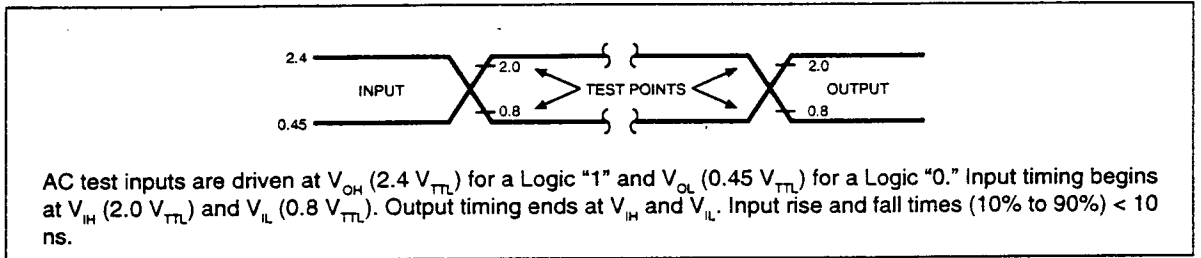 2.4
2.0
2.0
INPUT
TEST POINTS
OUTPUT
0.8
0.8
0.45
AC test inputs are driven at V_OH (2.4 V_TTL) for a Logic "1" and V_OL (0.45 V_TTL) for a Logic "0." Input timing begins
at V_IH (2.0 V_TTL) and V_IL (0.8 V_TTL). Output timing ends at V_IH and V_IL. Input rise and fall times (10% to 90%) < 10
ns.